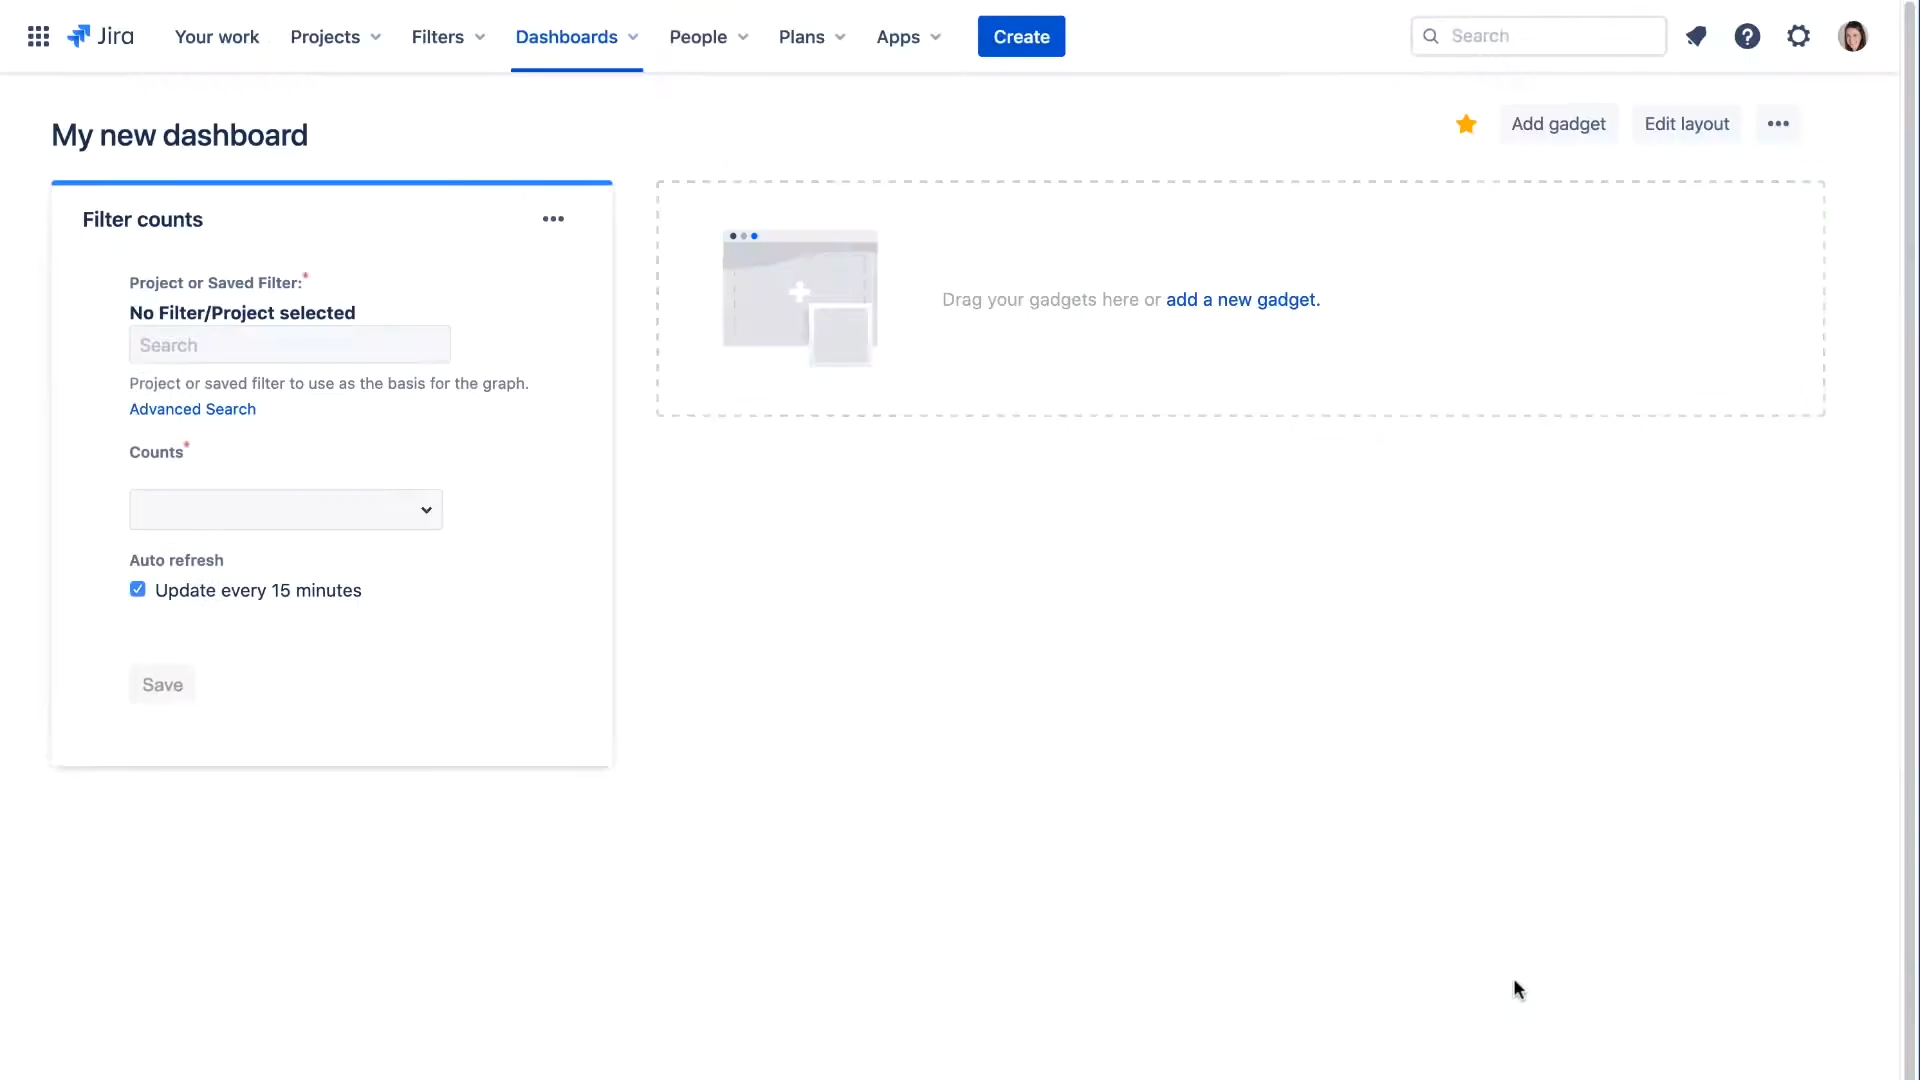 Jira
Your work
Projects
Filters
Dashboards
People
Plans
Apps
Create
Search
My new dashboard
Add gadget
Edit layout
Filter counts
Project or Saved Filter:*
No Filter/Project selected
Search
Project or saved filter to use as the basis for the graph.
Advanced Search
Counts*
Auto refresh
Update every 15 minutes
Save
Drag your gadgets here or add a new gadget.